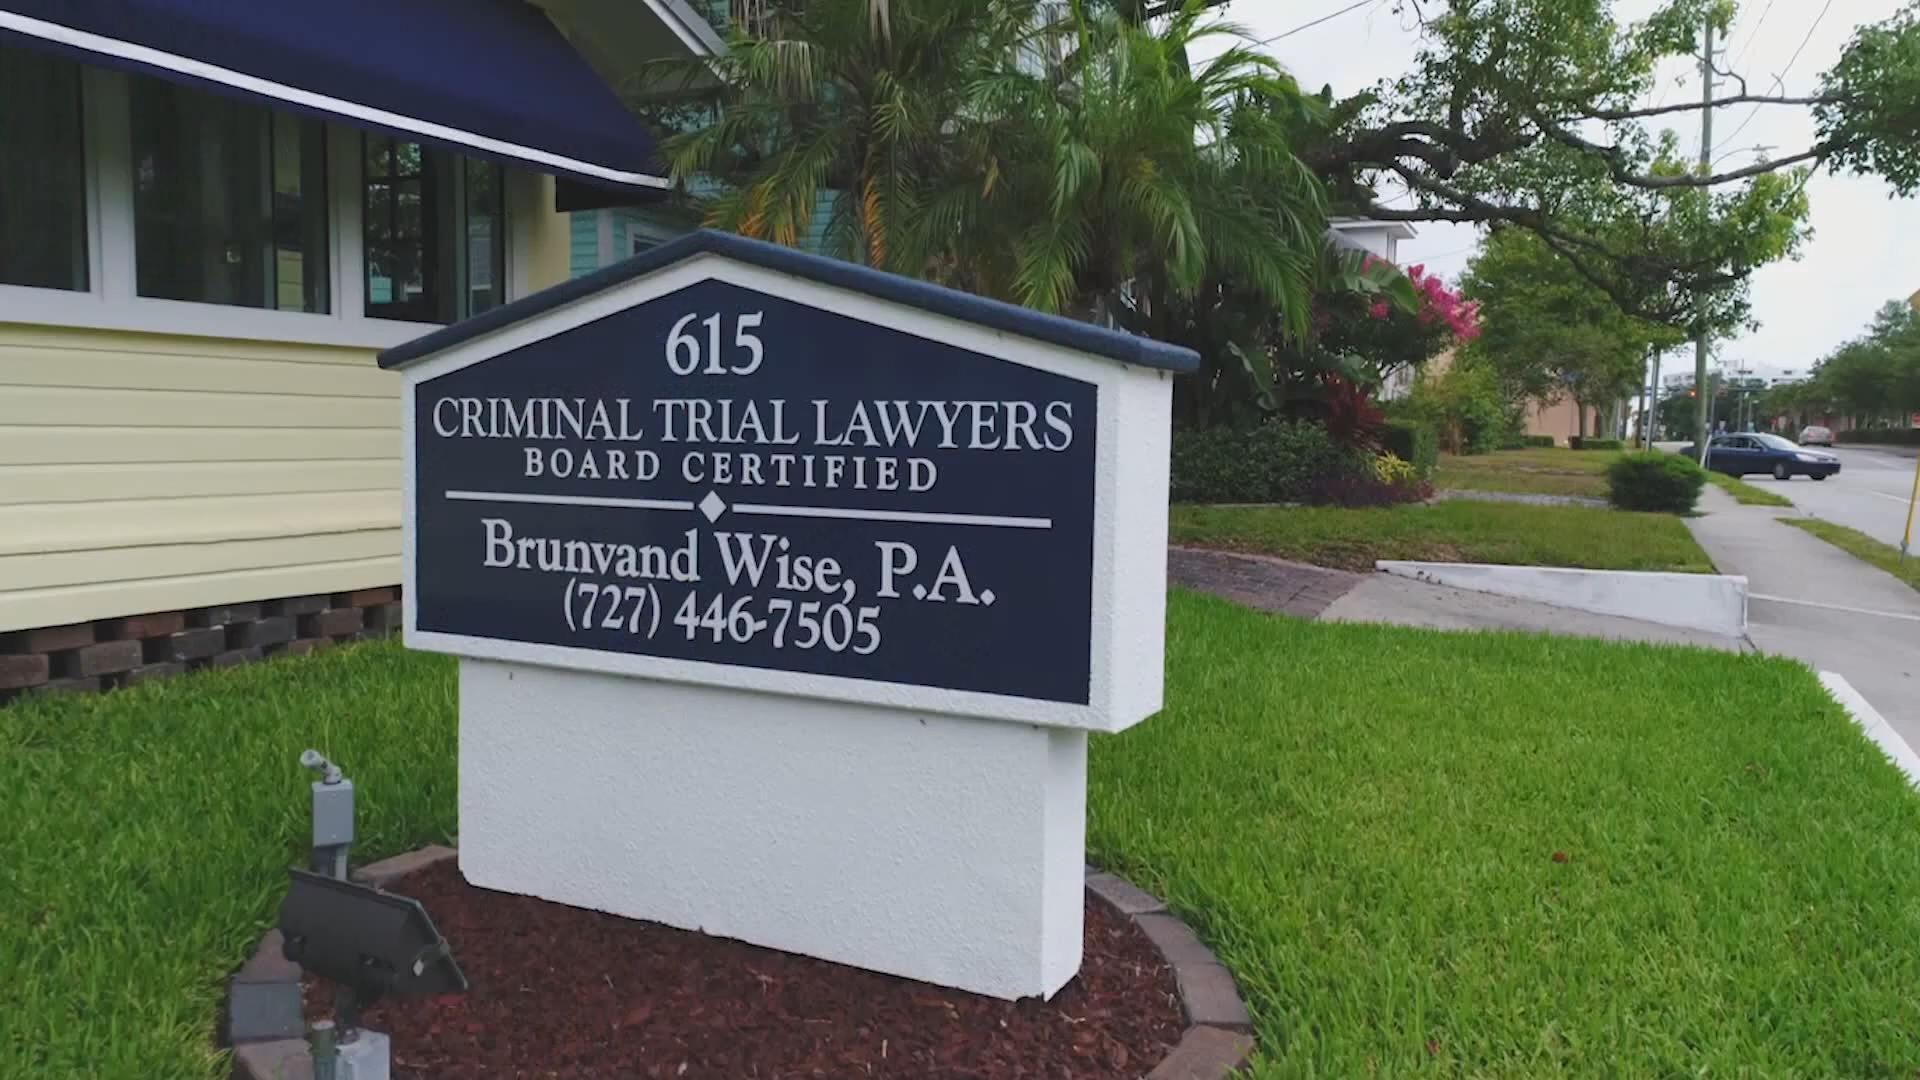 615
CRIMINAL TRIAL LAWYERS
BOARD CERTIFIED
Brunvand Wise, P.A.
(727) 446-7505